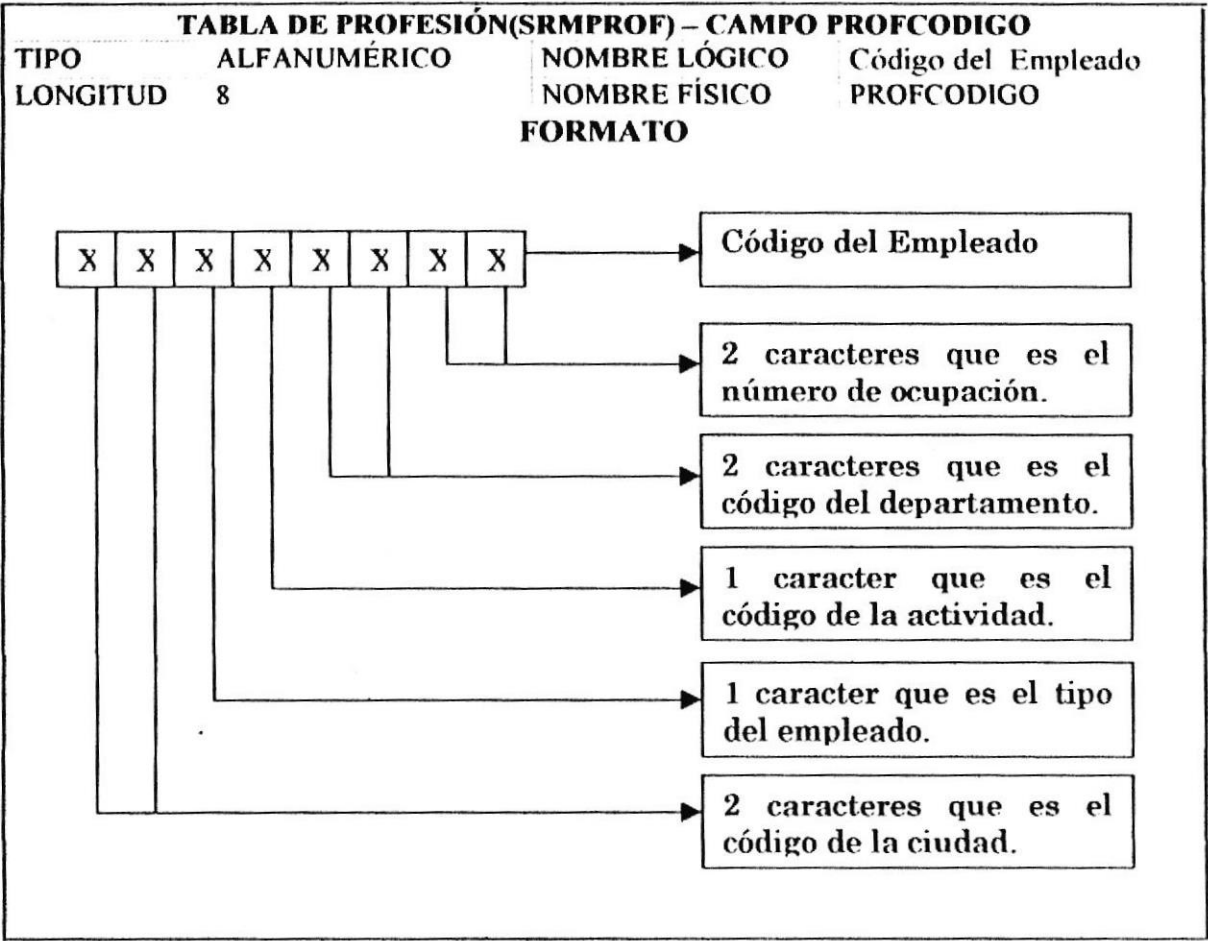 TABLA DE PROFESIÓN(SRMPROF) – CAMPO PROFCODIGO
TIPO ALFANUMÉRICO NOMBRE LÓGICO Código del Empleado
LONGITUD 8 NOMBRE FÍSICO PROFCODIGO
FORMATO
X X X X X X X X
Código del Empleado
2 caracteres que es el
número de ocupación.
2 caracteres que es el
código del departamento.
1 caracter que es el
código de la actividad.
1 caracter que es el tipo
del empleado.
2 caracteres que es el
código de la ciudad.